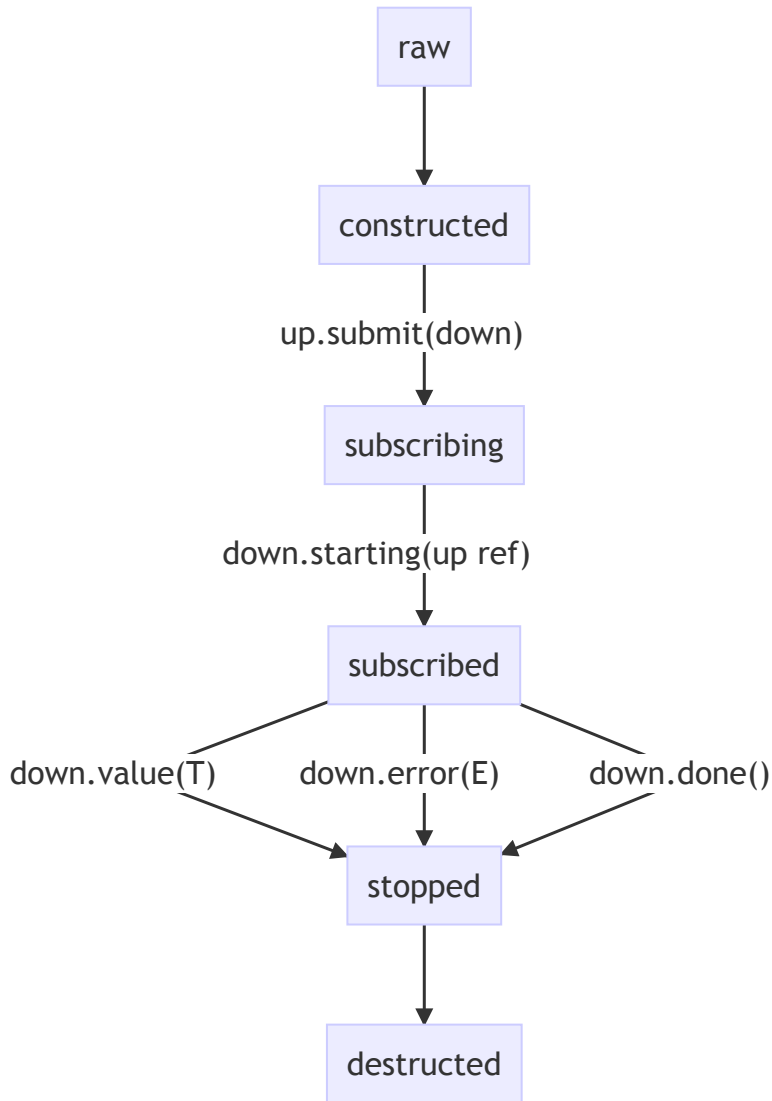 raw
constructed
up.submit(down)
subscribing
down.starting(up ref)
subscribed
down.value(T)
down.error(E)
down.done()
stopped
destructed